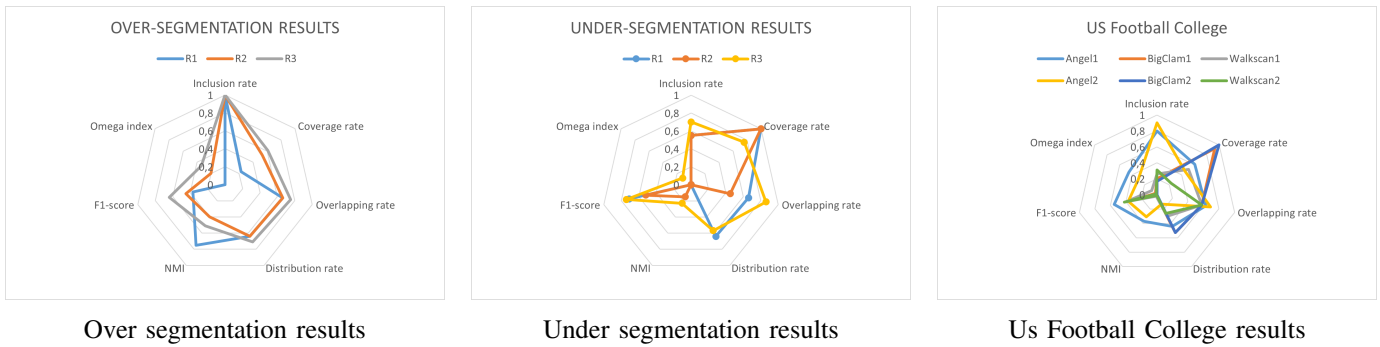 OVER-SEGMENTATION RESULTS
R1 R2 R3
Inclusion rate
1
0,8
0,6
0,4
0,2
0
Coverage rate
Overlapping rate
Distribution rate
NMI
F1-score
Omega index
Over segmentation results
UNDER-SEGMENTATION RESULTS
R1 R2 R3
Inclusion rate
1
0,8
0,6
0,4
0,2
0
Coverage rate
Overlapping rate
Distribution rate
NMI
F1-score
Omega index
Under segmentation results
US Football College
Angel1 BigClam1 Walkscan1
Angel2 BigClam2 Walkscan2
Inclusion rate
1
0,8
0,6
0,4
0,2
0
Coverage rate
Overlapping rate
Distribution rate
NMI
F1-score
Omega index
Us Football College results